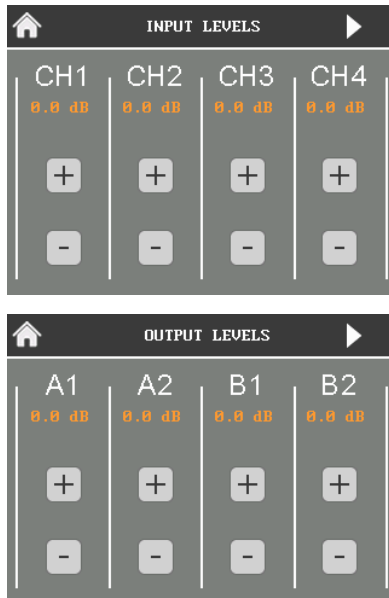 INPUT LEVELS
CH1 CH2 CH3 CH4
0.0 dB 0.0 dB 0.0 dB 0.0 dB
+ + + +
- - - -
OUTPUT LEVELS
A1 A2 B1 B2
0.0 dB 0.0 dB 0.0 dB 0.0 dB
+ + + +
- - - -